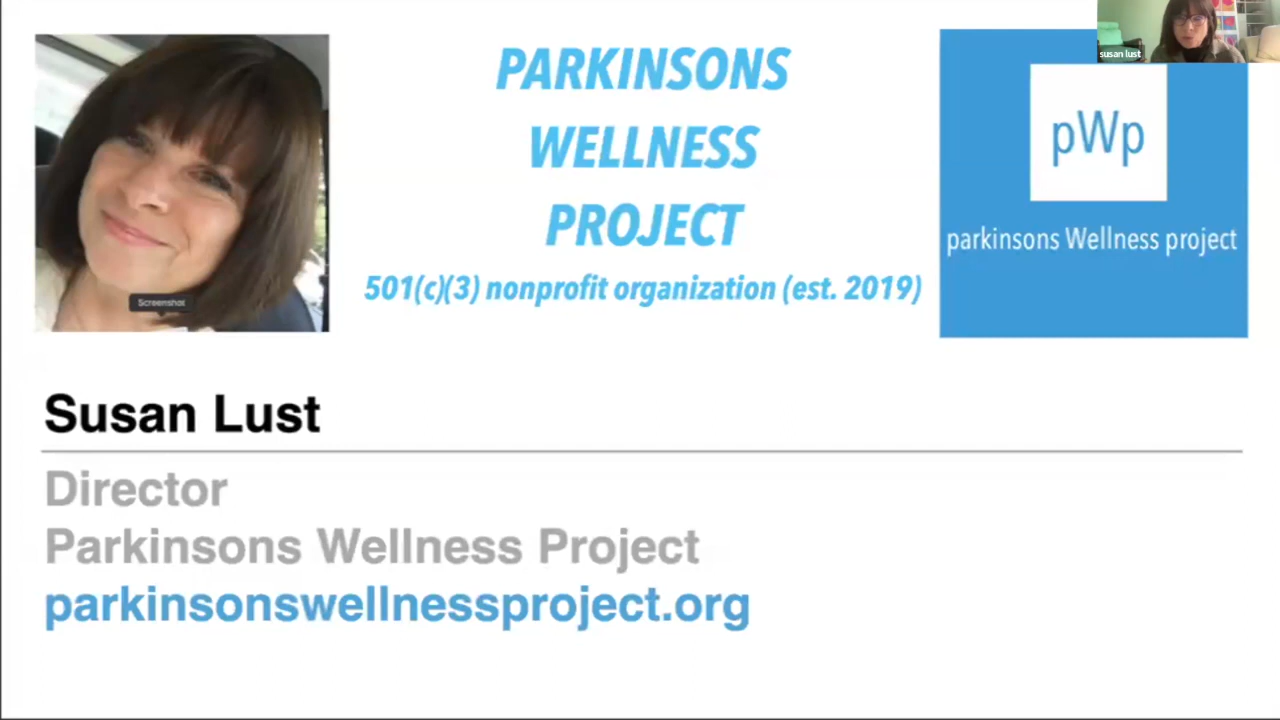 susan lust
PARKINSONS
WELLNESS
PROJECT
501(c)(3) nonprofit organization (est. 2019)
pWp
parkinsons Wellness project
Screenshot
Susan Lust
Director
Parkinsons Wellness Project
parkinsonswellnessproject.org